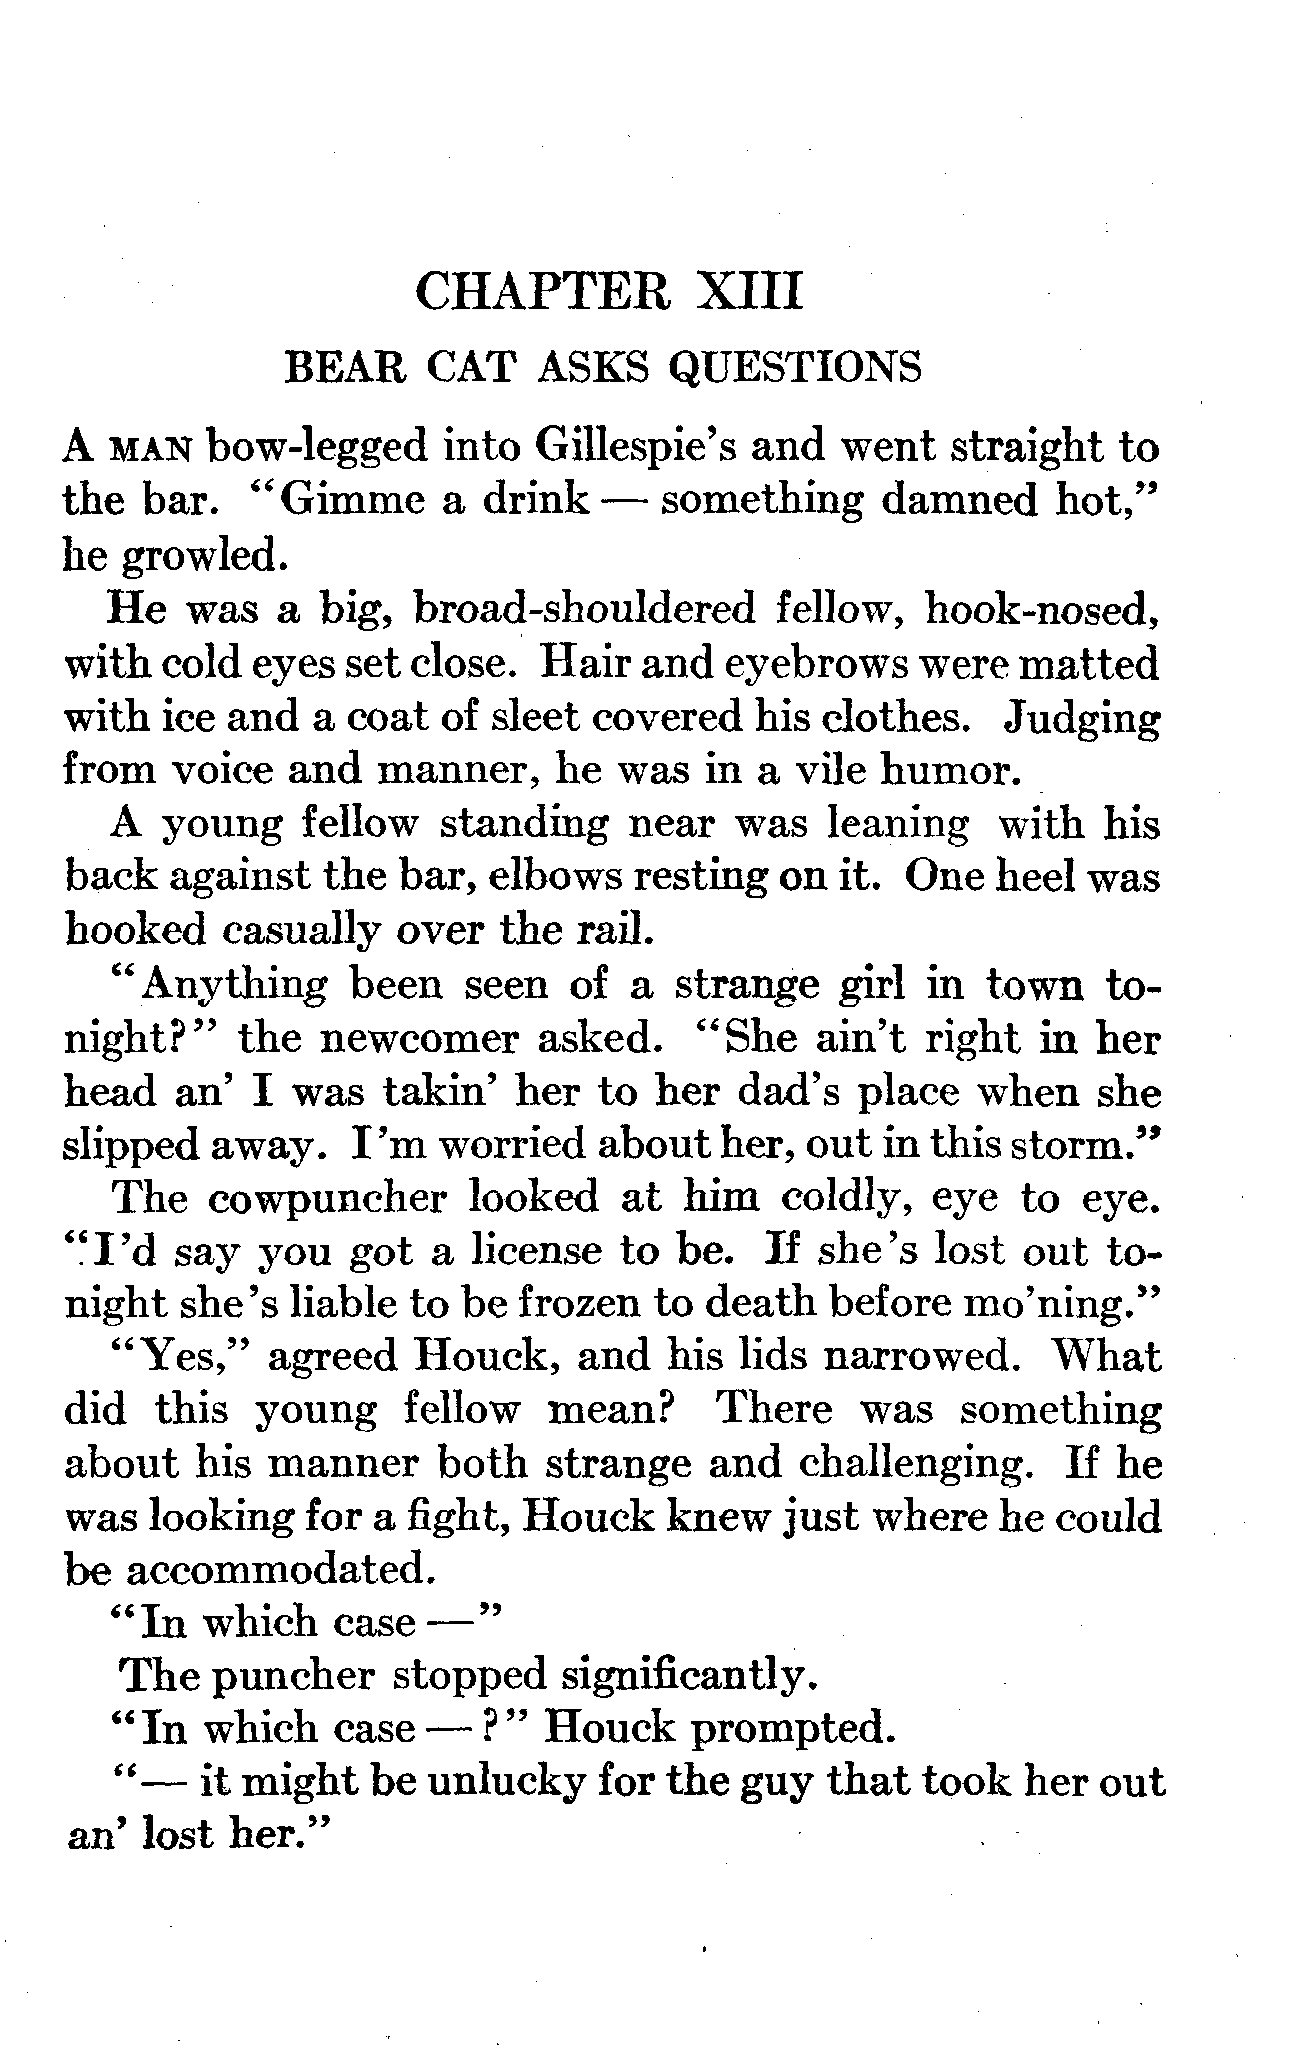 CHAPTER XIII
BEAR CAT ASKS QUESTIONS
A MAN bow-legged into Gillespie's and went straight to
the bar. "Gimme a drink — something damned hot,"
he growled.
He was a big, broad-shouldered fellow, hook-nosed,
with cold eyes set close. Hair and eyebrows were matted
with ice and a coat of sleet covered his clothes. Judging
from voice and manner, he was in a vile humor.
A young fellow standing near was leaning with his
back against the bar, elbows resting on it. One heel was
hooked casually over the rail.
"Anything been seen of a strange girl in town to-
night?" the newcomer asked. "She ain't right in her
head an' I was takin' her to her dad's place when she
slipped away. I'm worried about her, out in this storm."
The cowpuncher looked at him coldly, eye to eye.
"I'd say you got a license to be. If she's lost out to-
night she's liable to be frozen to death before mo'ning."
"Yes," agreed Houck, and his lids narrowed. What
did this young fellow mean? There was something
about his manner both strange and challenging. If he
was looking for a fight, Houck knew just where he could
be accommodated.
"In which case —"
The puncher stopped significantly.
"In which case — ?" Houck prompted.
"— it might be unlucky for the guy that took her out
an' lost her."